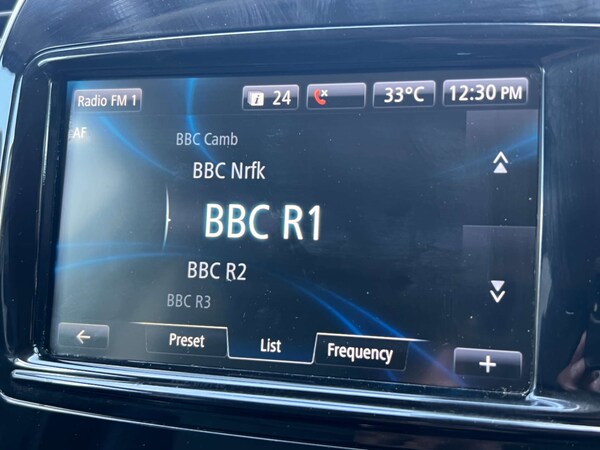 Radio FM 1
i 24
33°C
12:30 PM
AF
BBC Camb
BBC Nrfk
BBC R1
BBC R2
BBC R3
Preset
List
Frequency
+